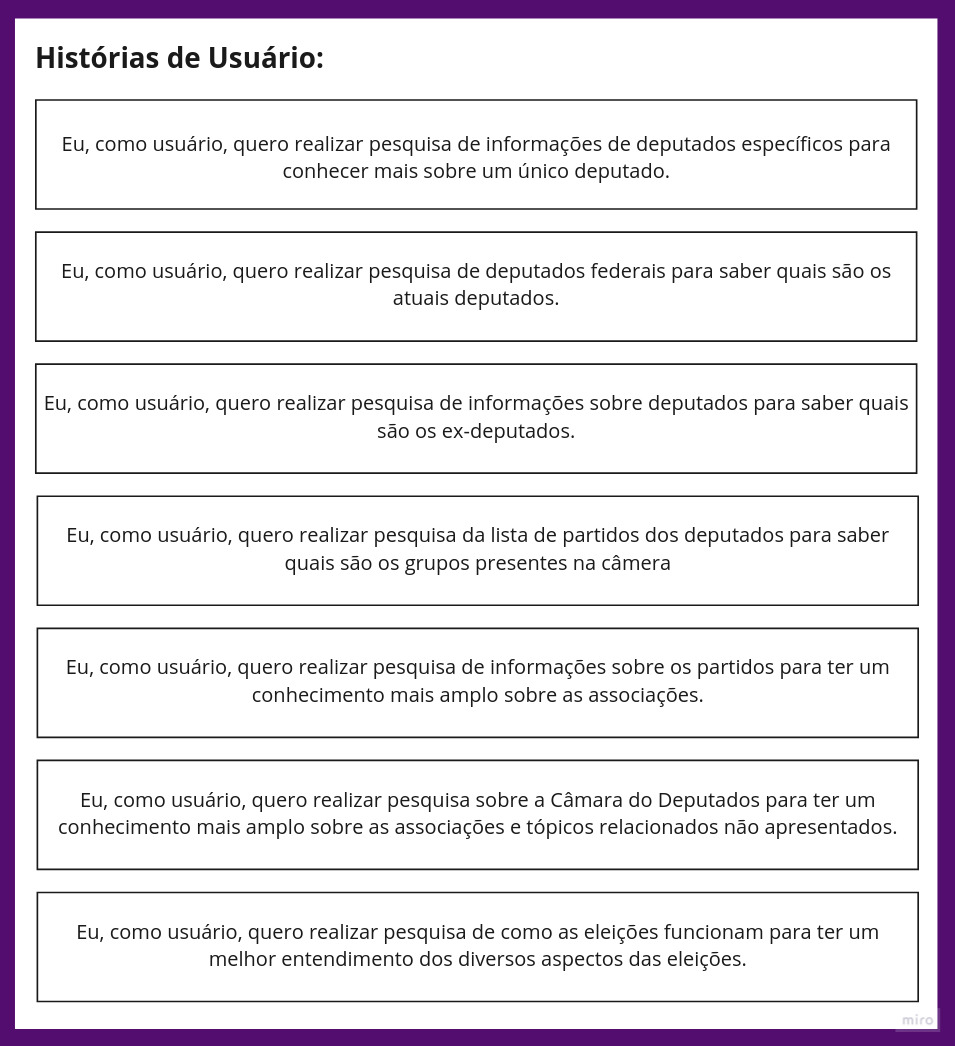 Histórias de Usuário:
Eu, como usuário, quero realizar pesquisa de informações de deputados específicos para
conhecer mais sobre um único deputado.
Eu, como usuário, quero realizar pesquisa de deputados federais para saber quais são os
atuais deputados.
Eu, como usuário, quero realizar pesquisa de informações sobre deputados para saber quais
são os ex-deputados.
Eu, como usuário, quero realizar pesquisa da lista de partidos dos deputados para saber
quais são os grupos presentes na câmera
Eu, como usuário, quero realizar pesquisa de informações sobre os partidos para ter um
conhecimento mais amplo sobre as associações.
Eu, como usuário, quero realizar pesquisa sobre a Câmara do Deputados para ter um
conhecimento mais amplo sobre as associações e tópicos relacionados não apresentados.
Eu, como usuário, quero realizar pesquisa de como as eleições funcionam para ter um
melhor entendimento dos diversos aspectos das eleições.
miro